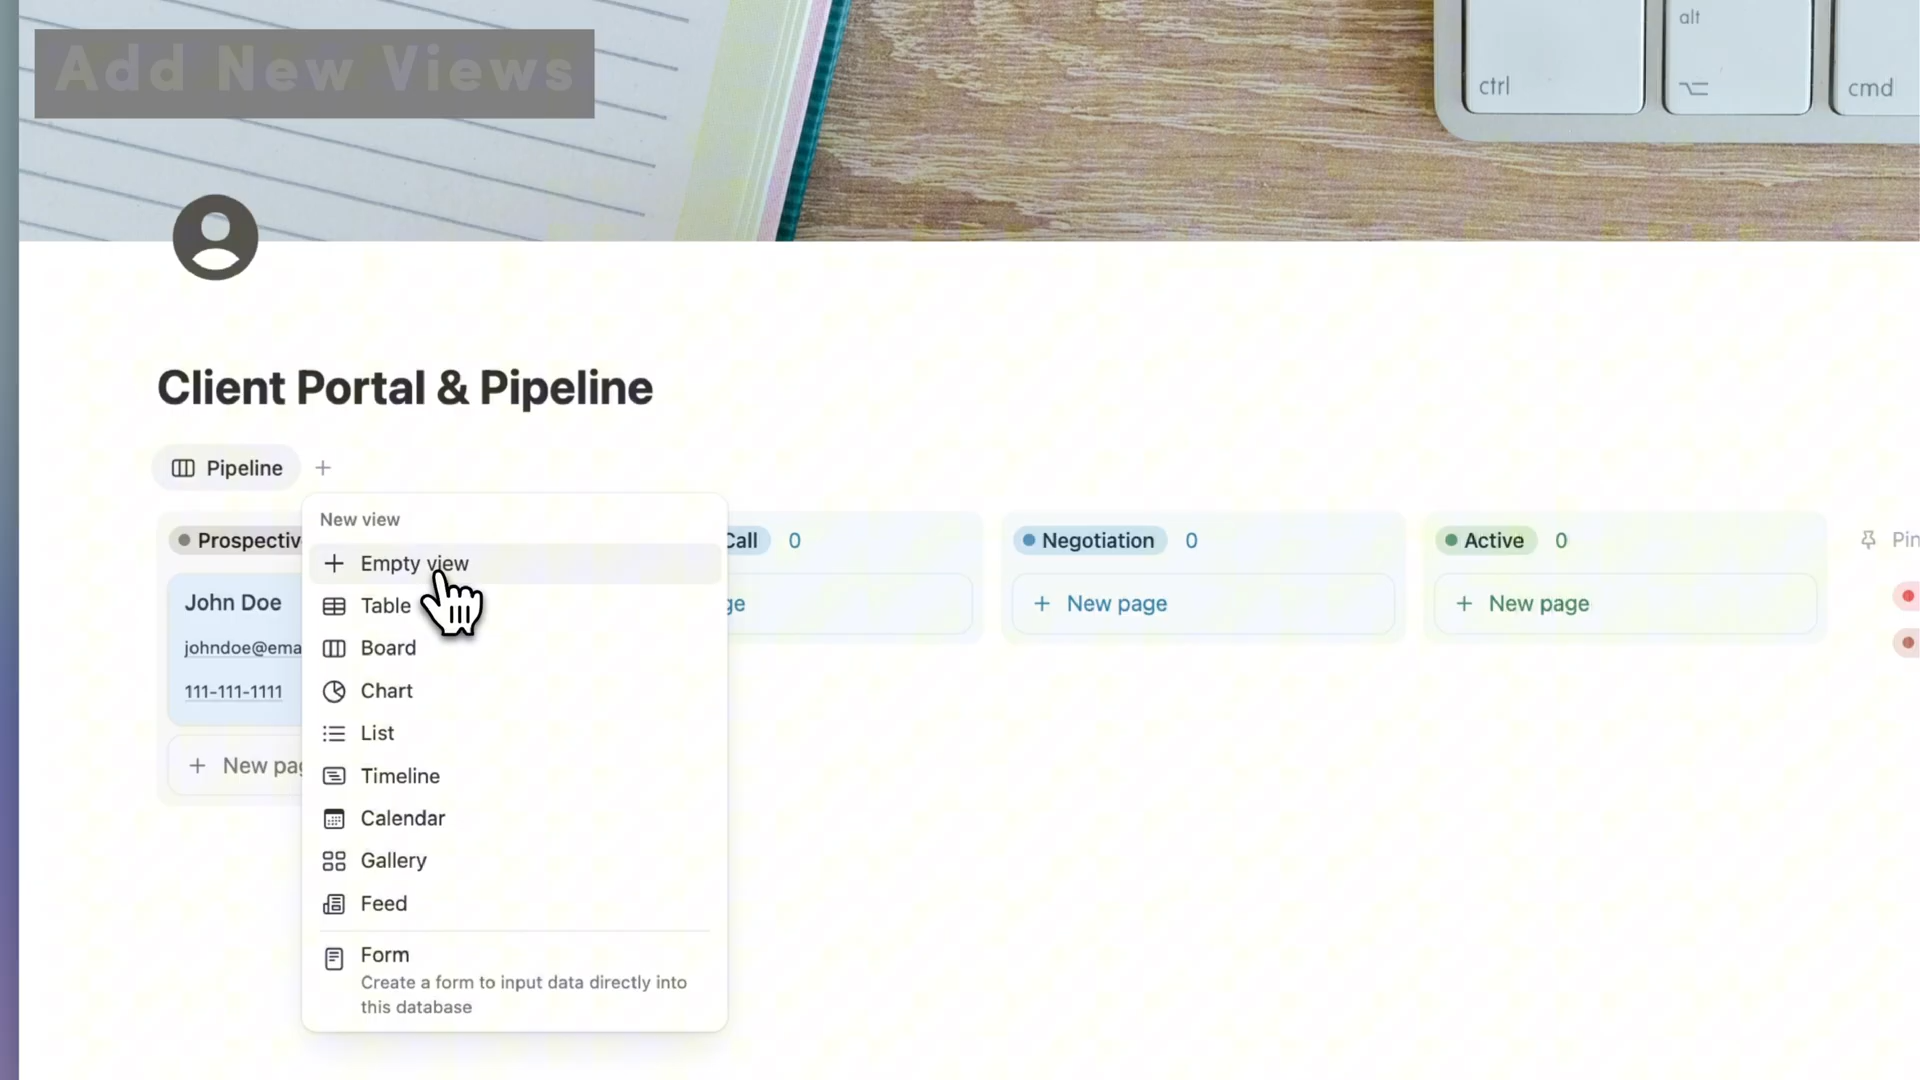 Add New Views
alt
ctrl
cmd
Client Portal & Pipeline
Pipeline
New view
Prospectiv
Call 0
Negotiation 0
Active 0
Pin
Empty view
John Doe
Table
+ New page
+ New page
johndoe@ema
Board
111-111-1111
Chart
List
+ New pag
Timeline
Calendar
Gallery
Feed
Form
Create a form to input data directly into
this database